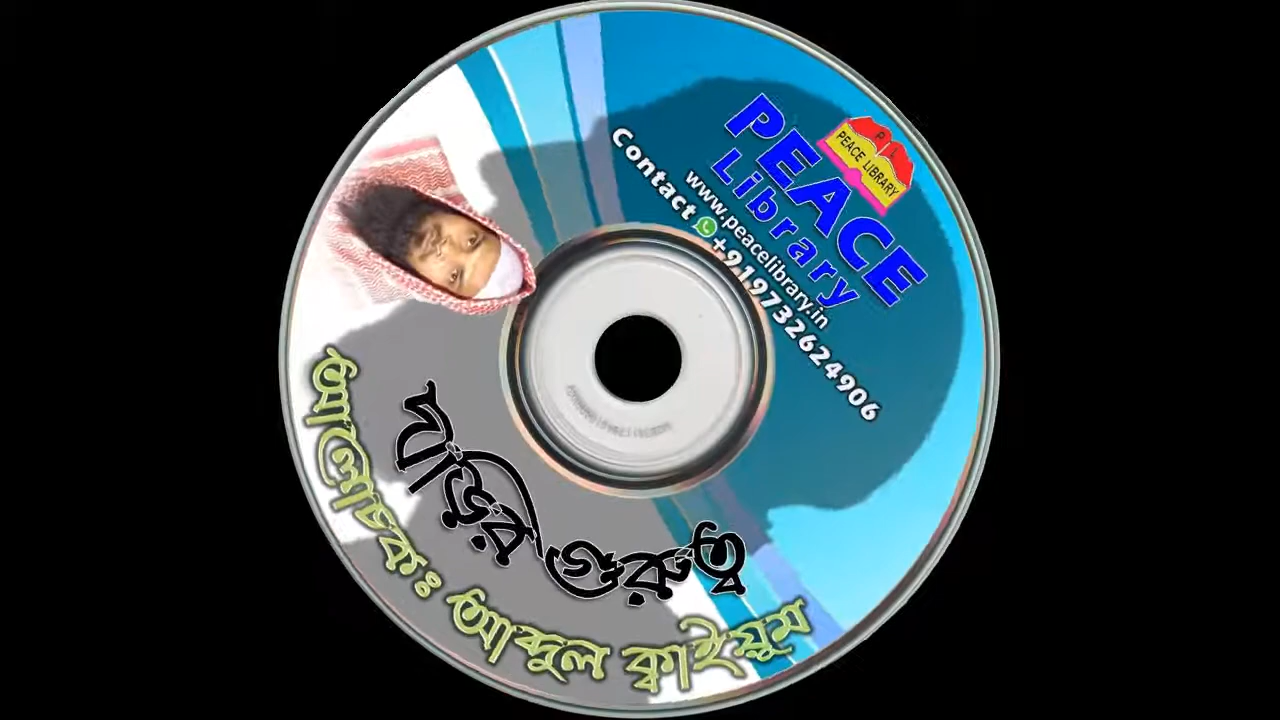 P L
PEACE LIBRARY
PEACE
Library
www.peacelibrary.in
Contact +919732624906
দাড়ীর গুরুত্ব
আলোচকঃ আব্দুল ক্বাইয়ুম